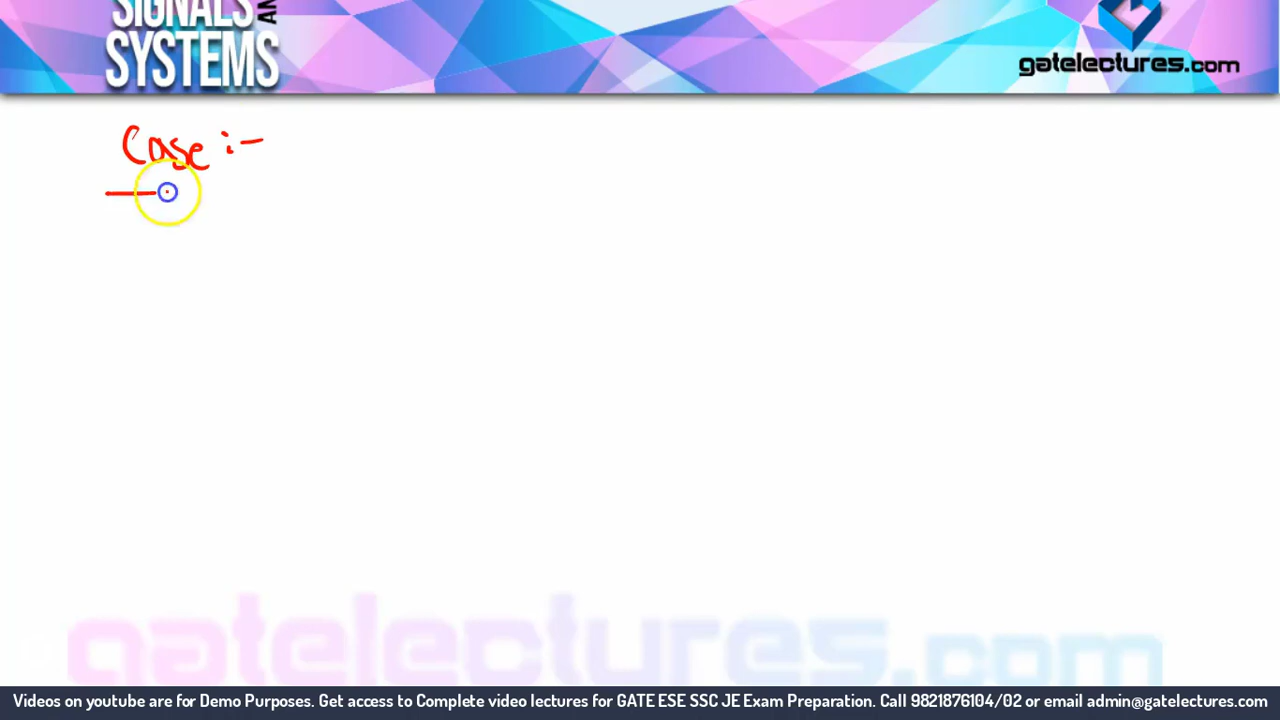 SIGNALS AND
SYSTEMS
gatelectures.com
Case :-
gatelectures.com
Videos on youtube are for Demo Purposes. Get access to Complete video lectures for GATE ESE SSC JE Exam Preparation. Call 9821876104/02 or email admin@gatelectures.com